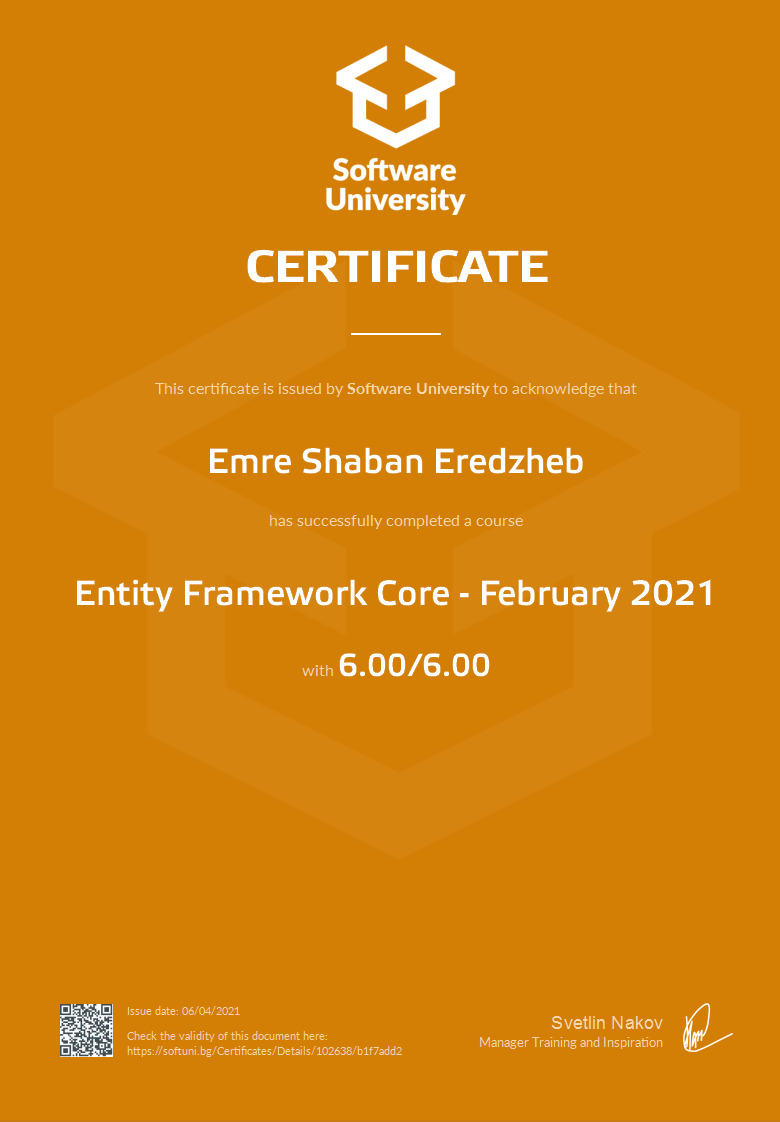 Software
University
CERTIFICATE
This certificate is issued by Software University to acknowledge that
Emre Shaban Eredzheb
has successfully completed a course
Entity Framework Core - February 2021
with 6.00/6.00
Issue date: 06/04/2021
Check the validity of this document here:
https://softuni.bg/Certificates/Details/102638/b1f7add2
Svetlin Nakov
Manager Training and Inspiration